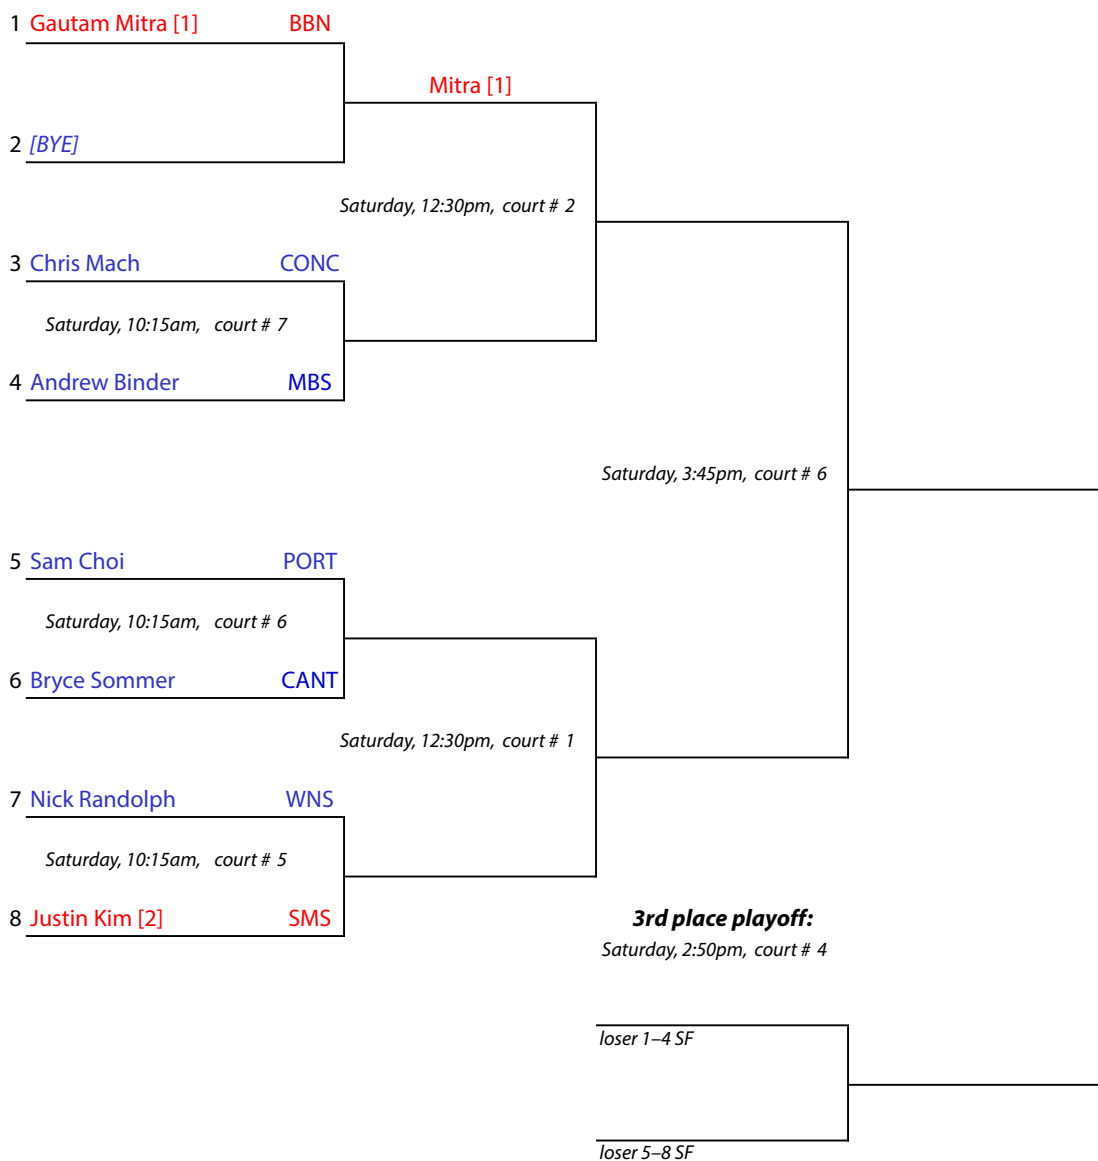 1 Gautam Mitra [1] BBN
Mitra [1]
2 [BYE]
Saturday, 12:30pm, court # 2
3 Chris Mach CONC
Saturday, 10:15am, court # 7
4 Andrew Binder MBS
Saturday, 3:45pm, court # 6
5 Sam Choi PORT
Saturday, 10:15am, court # 6
6 Bryce Sommer CANT
Saturday, 12:30pm, court # 1
7 Nick Randolph WNS
Saturday, 10:15am, court # 5
8 Justin Kim [2] SMS
3rd place playoff:
Saturday, 2:50pm, court # 4
loser 1–4 SF
loser 5–8 SF